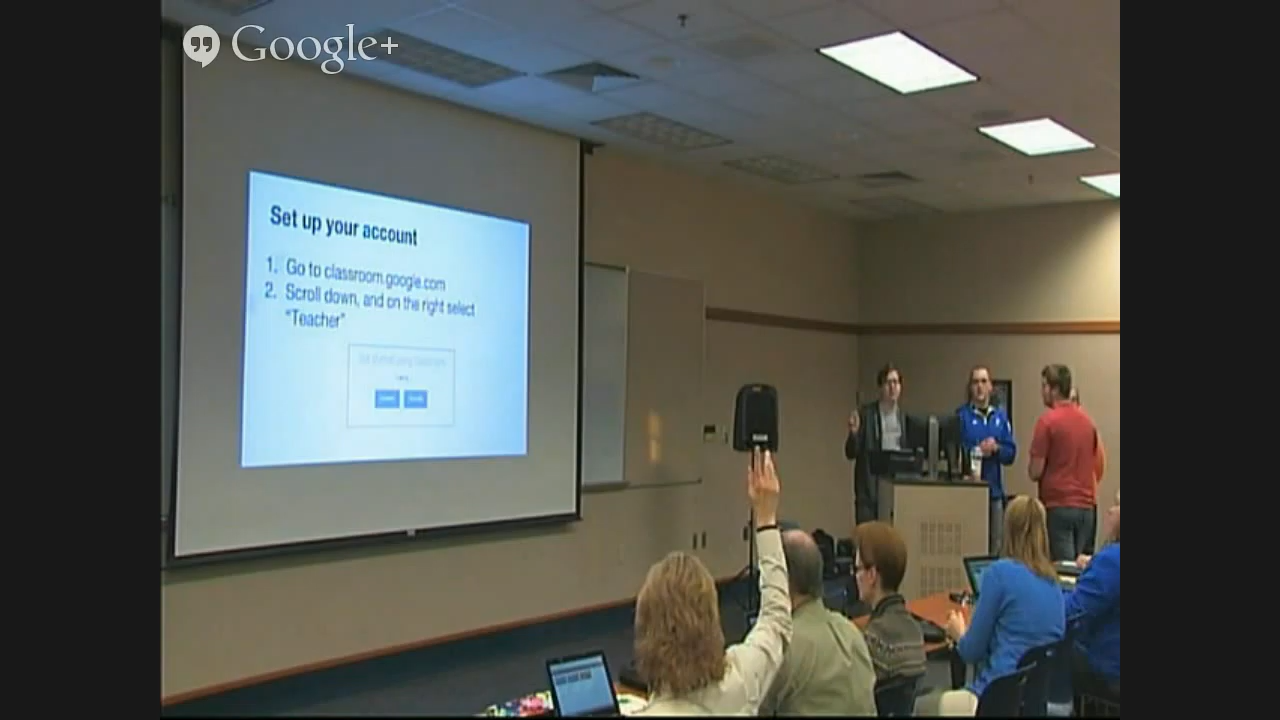 Google+
Set up your account
1. Go to classroom.google.com
2. Scroll down, and on the right select
"Teacher"